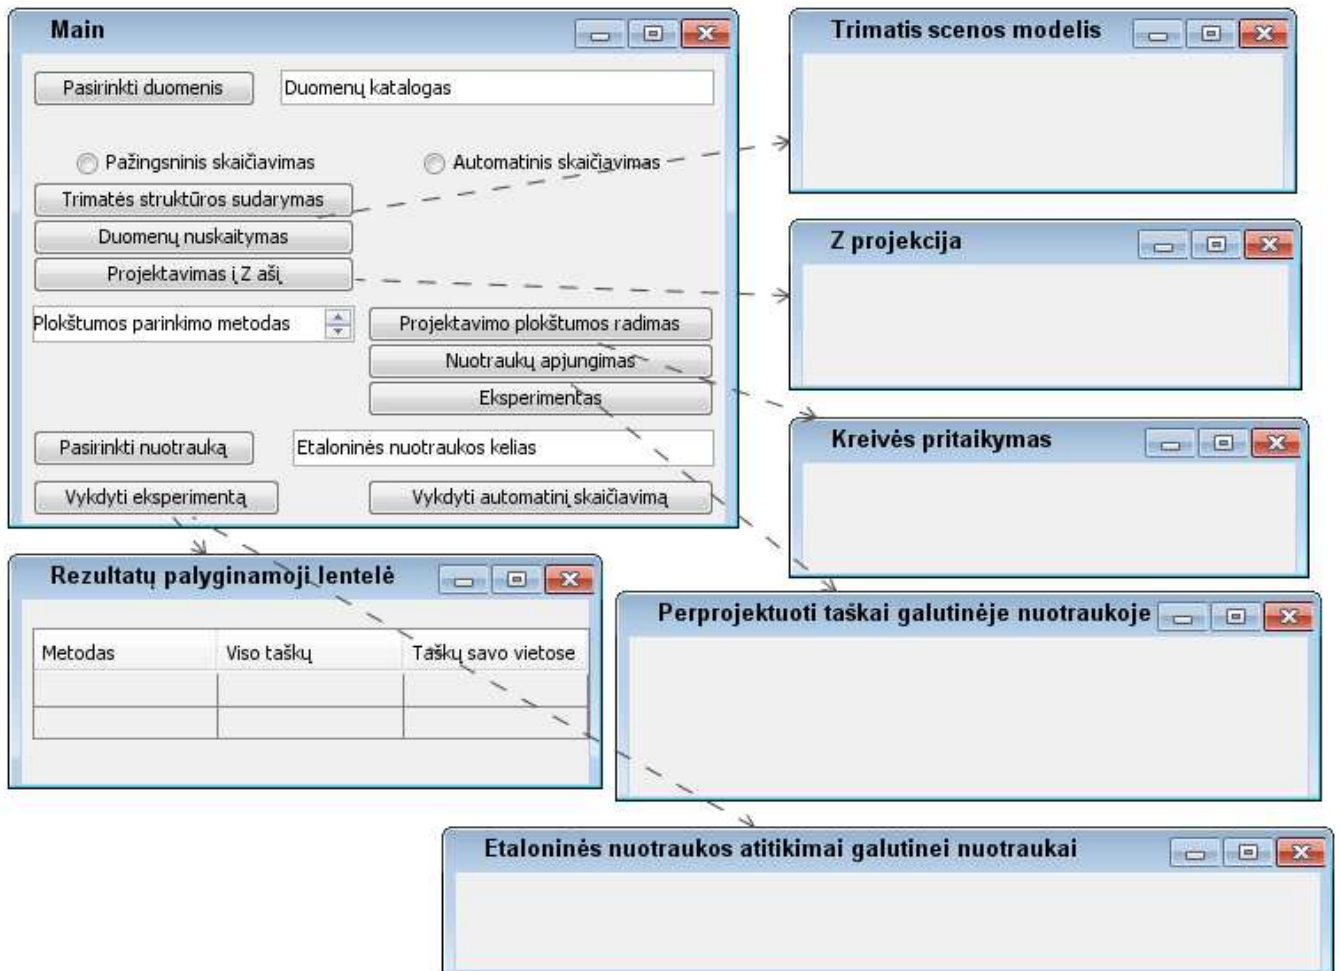 Main
Pasirinkti duomenis
Duomenų katalogas
Pažingsninis skaičiavimas
Automatinis skaičiavimas
Trimatės struktūros sudarymas
Duomenų nuskaitymas
Projektavimas į Z ašį
Plokštumos parinkimo metodas
Projektavimo plokštumos radimas
Nuotraukų apjungimas
Eksperimentas
Pasirinkti nuotrauką
Etaloninės nuotraukos kelias
Vykdyti eksperimentą
Vykdyti automatinį skaičiavimą
Trimatis scenos modelis
Z projekcija
Kreivės pritaikymas
Rezultatų palyginamoji lentelė
Metodas
Viso taškų
Taškų savo vietose
Perprojektuoti taškai galutinėje nuotraukoje
Etaloninės nuotraukos atitikimai galutinei nuotraukai